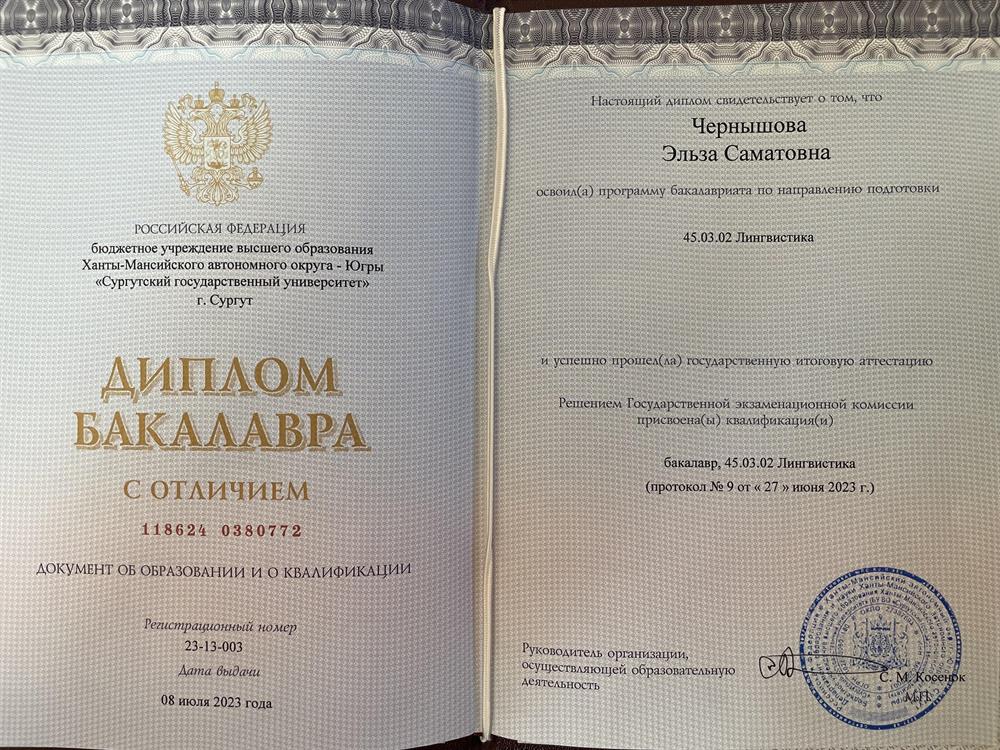 РОССИЙСКАЯ ФЕДЕРАЦИЯ
бюджетное учреждение высшего образования
Ханты-Мансийского автономного округа - Югры
«Сургутский государственный университет»
г. Сургут
ДИПЛОМ
БАКАЛАВРА
С ОТЛИЧИЕМ
118624 0380772
ДОКУМЕНТ ОБ ОБРАЗОВАНИИ И О КВАЛИФИКАЦИИ
Регистрационный номер
23-13-003
Дата выдачи
08 июля 2023 года
Настоящий диплом свидетельствует о том, что
Чернышова
Эльза Саматовна
освоил(а) программу бакалавриата по направлению подготовки
45.03.02 Лингвистика
и успешно прошел(ла) государственную итоговую аттестацию
Решением Государственной экзаменационной комиссии
присвоена(ы) квалификация(и)
бакалавр, 45.03.02 Лингвистика
(протокол № 9 от « 27 » июня 2023 г.)
Руководитель организации,
осуществляющей образовательную
деятельность
С. М. Косенок
М.П.